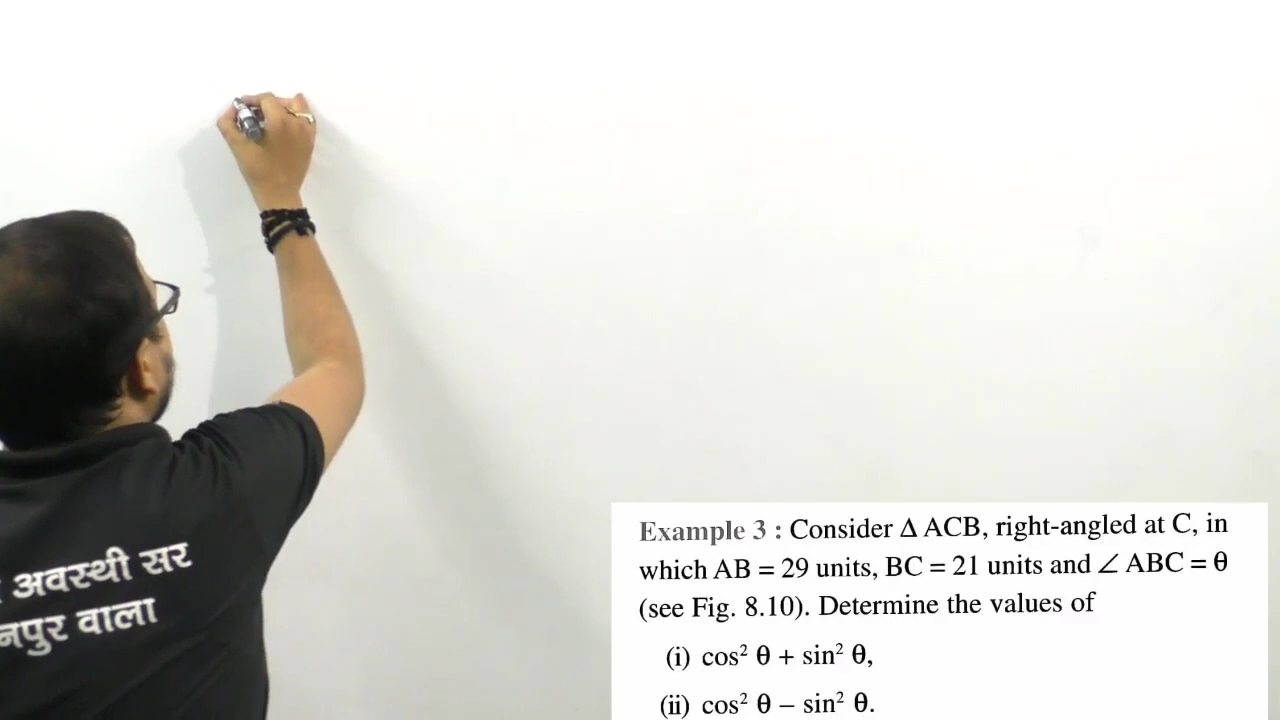 अवस्थी सर
वाला
Example 3 : Consider Δ ACB, right-angled at C, in
which AB = 29 units, BC = 21 units and ∠ ABC = θ
(see Fig. 8.10). Determine the values of
(i) cos² θ + sin² θ,
(ii) cos² θ – sin² θ.